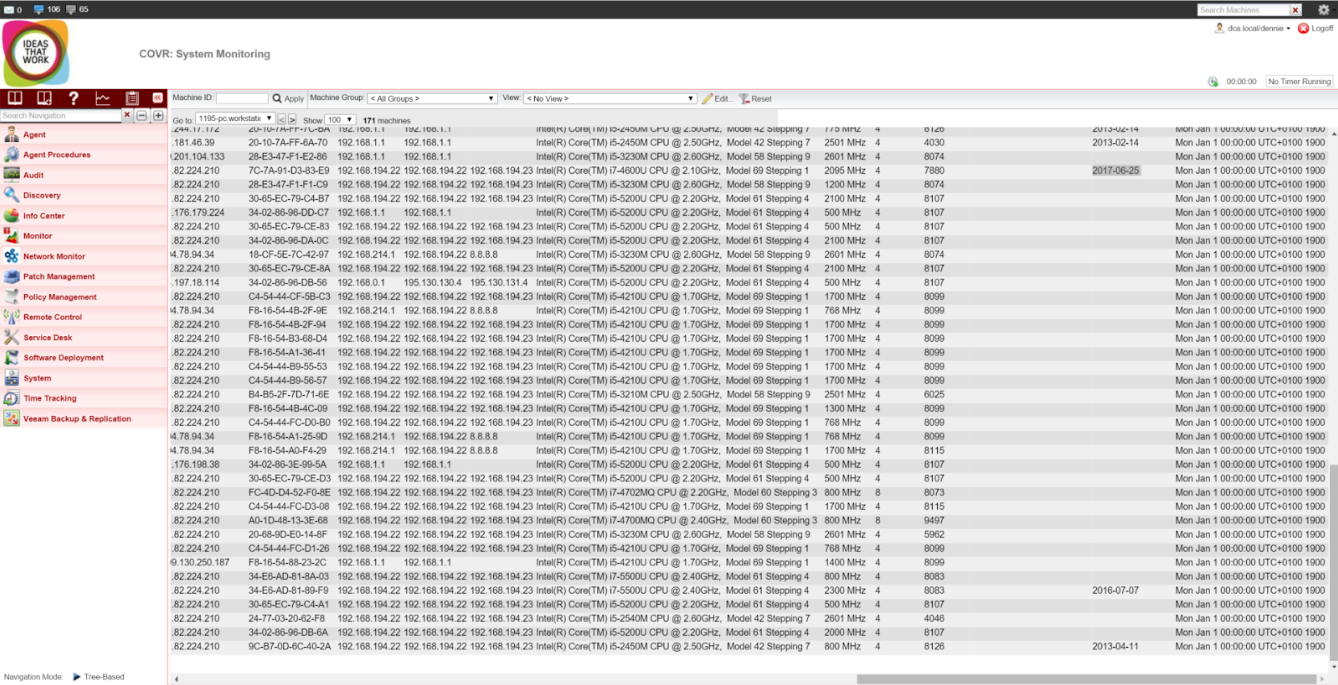 0 106 65 Search Machines
IDEAS THAT WORK
COVR: System Monitoring
dca.local/dennie Logoff
00:00:00 No Timer Running
Machine ID: Apply Machine Group: < All Groups > View: < No View > Edit... Reset
Search Navigation
Go to: 1195-pc.workstatic < > Show 100 171 machines
Agent
Agent Procedures
Audit
Discovery
Info Center
Monitor
Network Monitor
Patch Management
Policy Management
Remote Control
Service Desk
Software Deployment
System
Time Tracking
Veeam Backup & Replication
Navigation Mode: Tree-Based
.244.17.172 20-10-7A-FF-7C-BA 192.168.1.1 192.168.1.1 Intel(R) Core(TM) i5-2450M CPU @ 2.50GHz, Model 42 Stepping 7 775 MHz 4 8126 2013-02-14 Mon Jan 1 00:00:00 UTC+0100 1900
.181.46.39 20-10-7A-FF-6A-70 192.168.1.1 192.168.1.1 Intel(R) Core(TM) i5-2450M CPU @ 2.50GHz, Model 42 Stepping 7 2501 MHz 4 4030 2013-02-14 Mon Jan 1 00:00:00 UTC+0100 1900
.201.104.133 28-E3-47-F1-E2-86 192.168.1.1 192.168.1.1 Intel(R) Core(TM) i5-3230M CPU @ 2.60GHz, Model 58 Stepping 9 2601 MHz 4 8074 Mon Jan 1 00:00:00 UTC+0100 1900
.82.224.210 7C-7A-91-D3-83-E9 192.168.194.22 192.168.194.22 192.168.194.23 Intel(R) Core(TM) i7-4600U CPU @ 2.10GHz, Model 69 Stepping 1 2095 MHz 4 7880 2017-06-25 Mon Jan 1 00:00:00 UTC+0100 1900
.82.224.210 28-E3-47-F1-F1-C9 192.168.194.22 192.168.194.22 192.168.194.23 Intel(R) Core(TM) i5-3230M CPU @ 2.60GHz, Model 58 Stepping 9 1200 MHz 4 8074 Mon Jan 1 00:00:00 UTC+0100 1900
.82.224.210 30-65-EC-79-C4-B7 192.168.194.22 192.168.194.22 192.168.194.23 Intel(R) Core(TM) i5-5200U CPU @ 2.20GHz, Model 61 Stepping 4 2100 MHz 4 8107 Mon Jan 1 00:00:00 UTC+0100 1900
.176.179.224 34-02-86-96-DD-C7 192.168.1.1 192.168.1.1 Intel(R) Core(TM) i5-5200U CPU @ 2.20GHz, Model 61 Stepping 4 500 MHz 4 8107 Mon Jan 1 00:00:00 UTC+0100 1900
.82.224.210 30-65-EC-79-CE-83 192.168.194.22 192.168.194.22 192.168.194.23 Intel(R) Core(TM) i5-5200U CPU @ 2.20GHz, Model 61 Stepping 4 500 MHz 4 8107 Mon Jan 1 00:00:00 UTC+0100 1900
.82.224.210 34-02-86-96-DA-0C 192.168.194.22 192.168.194.22 192.168.194.23 Intel(R) Core(TM) i5-5200U CPU @ 2.20GHz, Model 61 Stepping 4 2100 MHz 4 8107 Mon Jan 1 00:00:00 UTC+0100 1900
4.78.94.34 18-CF-5E-7C-42-97 192.168.214.1 192.168.194.22 8.8.8.8 Intel(R) Core(TM) i5-3230M CPU @ 2.60GHz, Model 58 Stepping 9 2601 MHz 4 8074 Mon Jan 1 00:00:00 UTC+0100 1900
.82.224.210 30-65-EC-79-CE-8A 192.168.194.22 192.168.194.22 192.168.194.23 Intel(R) Core(TM) i5-5200U CPU @ 2.20GHz, Model 61 Stepping 4 2100 MHz 4 8107 Mon Jan 1 00:00:00 UTC+0100 1900
.197.18.114 34-02-86-96-DB-56 192.168.0.1 195.130.130.4 195.130.131.4 Intel(R) Core(TM) i5-5200U CPU @ 2.20GHz, Model 61 Stepping 4 500 MHz 4 8107 Mon Jan 1 00:00:00 UTC+0100 1900
.82.224.210 C4-54-44-CF-5B-C3 192.168.194.22 192.168.194.22 192.168.194.23 Intel(R) Core(TM) i5-4210U CPU @ 1.70GHz, Model 69 Stepping 1 1700 MHz 4 8099 Mon Jan 1 00:00:00 UTC+0100 1900
4.78.94.34 F8-16-54-4B-2F-9E 192.168.214.1 192.168.194.22 8.8.8.8 Intel(R) Core(TM) i5-4210U CPU @ 1.70GHz, Model 69 Stepping 1 768 MHz 4 8099 Mon Jan 1 00:00:00 UTC+0100 1900
.82.224.210 F8-16-54-4B-2F-94 192.168.194.22 192.168.194.22 192.168.194.23 Intel(R) Core(TM) i5-4210U CPU @ 1.70GHz, Model 69 Stepping 1 1700 MHz 4 8099 Mon Jan 1 00:00:00 UTC+0100 1900
.82.224.210 F8-16-54-B3-68-D4 192.168.194.22 192.168.194.22 192.168.194.23 Intel(R) Core(TM) i5-4210U CPU @ 1.70GHz, Model 69 Stepping 1 1700 MHz 4 8099 Mon Jan 1 00:00:00 UTC+0100 1900
.82.224.210 F8-16-54-A1-36-41 192.168.194.22 192.168.194.22 192.168.194.23 Intel(R) Core(TM) i5-4210U CPU @ 1.70GHz, Model 69 Stepping 1 1700 MHz 4 8099 Mon Jan 1 00:00:00 UTC+0100 1900
.82.224.210 C4-54-44-B9-55-53 192.168.194.22 192.168.194.22 192.168.194.23 Intel(R) Core(TM) i5-4210U CPU @ 1.70GHz, Model 69 Stepping 1 1700 MHz 4 8099 Mon Jan 1 00:00:00 UTC+0100 1900
.82.224.210 C4-54-44-B9-56-57 192.168.194.22 192.168.194.22 192.168.194.23 Intel(R) Core(TM) i5-4210U CPU @ 1.70GHz, Model 69 Stepping 1 1700 MHz 4 8099 Mon Jan 1 00:00:00 UTC+0100 1900
.82.224.210 B4-B5-2F-7D-71-6E 192.168.194.22 192.168.194.22 192.168.194.23 Intel(R) Core(TM) i5-3210M CPU @ 2.50GHz, Model 58 Stepping 9 2501 MHz 4 6025 Mon Jan 1 00:00:00 UTC+0100 1900
.82.224.210 F8-16-54-4B-4C-09 192.168.194.22 192.168.194.22 192.168.194.23 Intel(R) Core(TM) i5-4210U CPU @ 1.70GHz, Model 69 Stepping 1 1300 MHz 4 8099 Mon Jan 1 00:00:00 UTC+0100 1900
.82.224.210 C4-54-44-FC-D0-B0 192.168.194.22 192.168.194.22 192.168.194.23 Intel(R) Core(TM) i5-4210U CPU @ 1.70GHz, Model 69 Stepping 1 768 MHz 4 8099 Mon Jan 1 00:00:00 UTC+0100 1900
4.78.94.34 F8-16-54-A1-25-9D 192.168.214.1 192.168.194.22 8.8.8.8 Intel(R) Core(TM) i5-4210U CPU @ 1.70GHz, Model 69 Stepping 1 768 MHz 4 8099 Mon Jan 1 00:00:00 UTC+0100 1900
4.78.94.34 F8-16-54-A0-F4-29 192.168.214.1 192.168.194.22 8.8.8.8 Intel(R) Core(TM) i5-4210U CPU @ 1.70GHz, Model 69 Stepping 1 1700 MHz 4 8115 Mon Jan 1 00:00:00 UTC+0100 1900
.176.198.38 34-02-86-3E-99-5A 192.168.1.1 192.168.1.1 Intel(R) Core(TM) i5-5200U CPU @ 2.20GHz, Model 61 Stepping 4 500 MHz 4 8107 Mon Jan 1 00:00:00 UTC+0100 1900
.82.224.210 30-65-EC-79-CE-D3 192.168.194.22 192.168.194.22 192.168.194.23 Intel(R) Core(TM) i5-5200U CPU @ 2.20GHz, Model 61 Stepping 4 500 MHz 4 8107 Mon Jan 1 00:00:00 UTC+0100 1900
.82.224.210 FC-4D-D4-52-F0-8E 192.168.194.22 192.168.194.22 192.168.194.23 Intel(R) Core(TM) i7-4702MQ CPU @ 2.20GHz, Model 60 Stepping 3 800 MHz 8 8073 Mon Jan 1 00:00:00 UTC+0100 1900
.82.224.210 C4-54-44-FC-D3-08 192.168.194.22 192.168.194.22 192.168.194.23 Intel(R) Core(TM) i5-4210U CPU @ 1.70GHz, Model 69 Stepping 1 1700 MHz 4 8115 Mon Jan 1 00:00:00 UTC+0100 1900
.82.224.210 A0-1D-48-13-3E-68 192.168.194.22 192.168.194.22 192.168.194.23 Intel(R) Core(TM) i7-4700MQ CPU @ 2.40GHz, Model 60 Stepping 3 800 MHz 8 9497 Mon Jan 1 00:00:00 UTC+0100 1900
.82.224.210 20-68-9D-E0-14-8F 192.168.194.22 192.168.194.22 192.168.194.23 Intel(R) Core(TM) i5-3230M CPU @ 2.60GHz, Model 58 Stepping 9 2601 MHz 4 5962 Mon Jan 1 00:00:00 UTC+0100 1900
.82.224.210 C4-54-44-FC-D1-26 192.168.194.22 192.168.194.22 192.168.194.23 Intel(R) Core(TM) i5-4210U CPU @ 1.70GHz, Model 69 Stepping 1 768 MHz 4 8099 Mon Jan 1 00:00:00 UTC+0100 1900
9.130.250.187 F8-16-54-88-23-2C 192.168.1.1 192.168.1.1 Intel(R) Core(TM) i5-4210U CPU @ 1.70GHz, Model 69 Stepping 1 1400 MHz 4 8099 Mon Jan 1 00:00:00 UTC+0100 1900
.82.224.210 34-E6-AD-81-8A-03 192.168.194.22 192.168.194.22 192.168.194.23 Intel(R) Core(TM) i7-5500U CPU @ 2.40GHz, Model 61 Stepping 4 800 MHz 4 8083 Mon Jan 1 00:00:00 UTC+0100 1900
.82.224.210 34-E6-AD-81-89-F9 192.168.194.22 192.168.194.22 192.168.194.23 Intel(R) Core(TM) i7-5500U CPU @ 2.40GHz, Model 61 Stepping 4 2300 MHz 4 8083 2016-07-07 Mon Jan 1 00:00:00 UTC+0100 1900
.82.224.210 30-65-EC-79-C4-A1 192.168.194.22 192.168.194.22 192.168.194.23 Intel(R) Core(TM) i5-5200U CPU @ 2.20GHz, Model 61 Stepping 4 500 MHz 4 8107 Mon Jan 1 00:00:00 UTC+0100 1900
.82.224.210 24-77-03-20-62-F8 192.168.194.22 192.168.194.22 192.168.194.23 Intel(R) Core(TM) i5-2540M CPU @ 2.60GHz, Model 42 Stepping 7 2601 MHz 4 4046 Mon Jan 1 00:00:00 UTC+0100 1900
.82.224.210 34-02-86-96-DB-6A 192.168.194.22 192.168.194.22 192.168.194.23 Intel(R) Core(TM) i5-5200U CPU @ 2.20GHz, Model 61 Stepping 4 2000 MHz 4 8107 Mon Jan 1 00:00:00 UTC+0100 1900
.82.224.210 9C-B7-0D-6C-40-2A 192.168.194.22 192.168.194.22 192.168.194.23 Intel(R) Core(TM) i5-2450M CPU @ 2.50GHz, Model 42 Stepping 7 800 MHz 4 8126 2013-04-11 Mon Jan 1 00:00:00 UTC+0100 1900